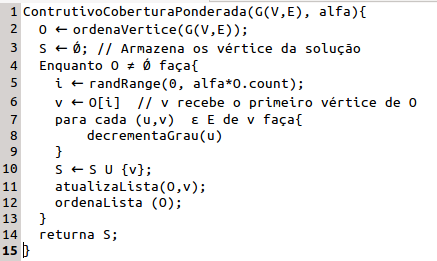 1 ContrutivoCoberturaPonderada(G(V,E), alfa){
2 O ← ordenaVertice(G(V,E));
3 S ← Ø; // Armazena os vértice da solução
4 Enquanto O ≠ Ø faça{
5 i ← randRange(0, alfa*O.count);
6 v ← O[i] // v recebe o primeiro vértice de O
7 para cada (u,v) ε E de v faça{
8 decrementaGrau(u)
9 }
10 S ← S U {v};
11 atualizaLista(O,v);
12 ordenaLista (O);
13 }
14 returna S;
15 }